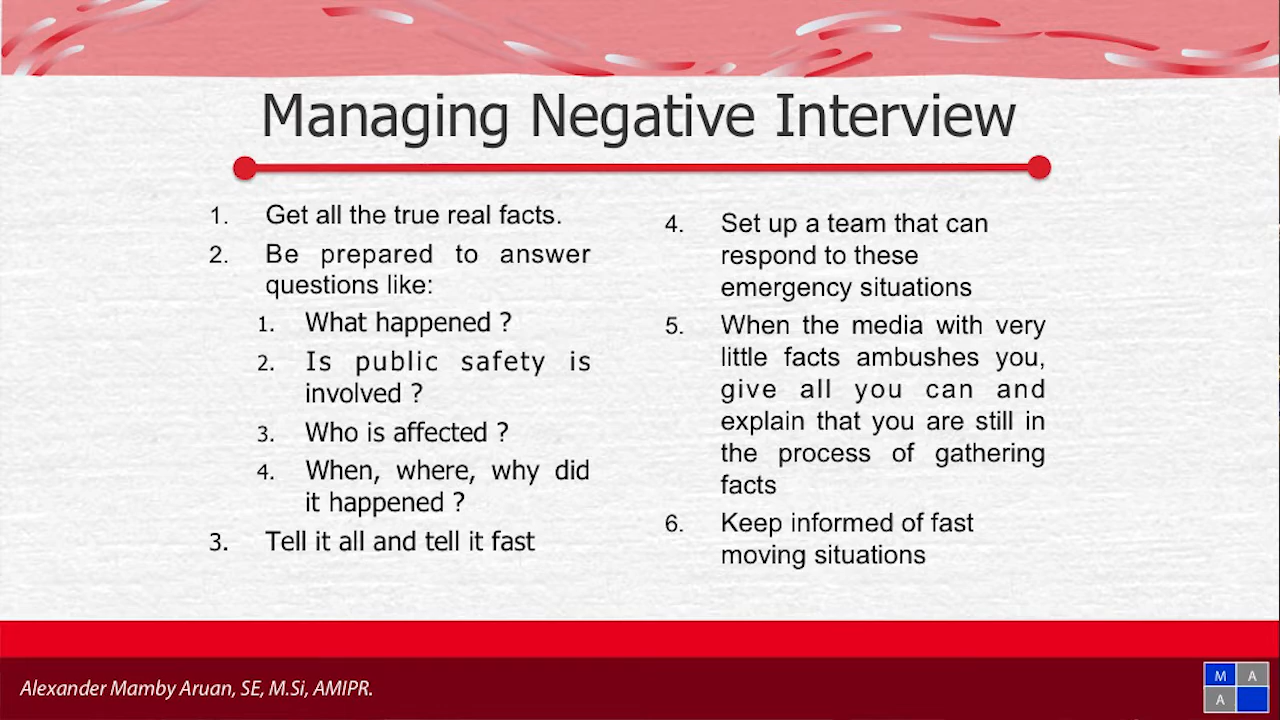 Managing Negative Interview
1. Get all the true real facts.
2. Be prepared to answer
questions like:
1. What happened ?
2. Is public safety is
involved ?
3. Who is affected ?
4. When, where, why did
it happened ?
3. Tell it all and tell it fast
4. Set up a team that can
respond to these
emergency situations
5. When the media with very
little facts ambushes you,
give all you can and
explain that you are still in
the process of gathering
facts
6. Keep informed of fast
moving situations
Alexander Mamby Aruan, SE, M.Si, AMIPR.
M A
A